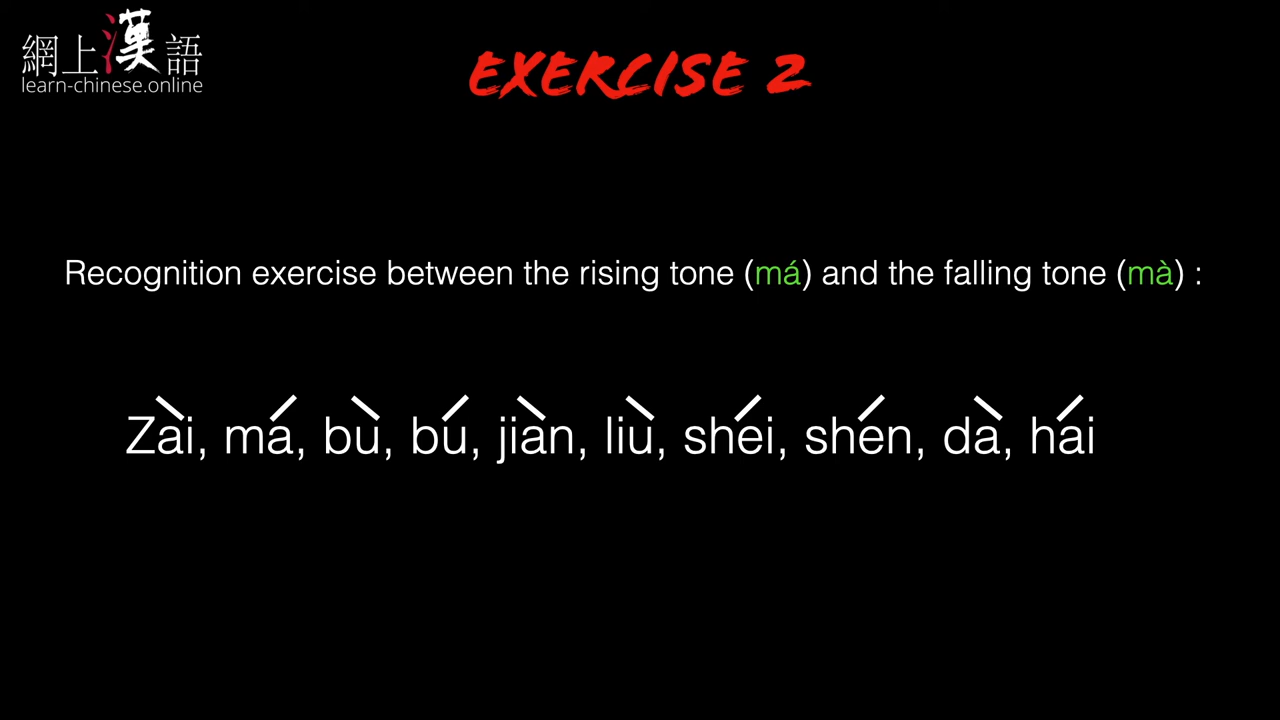 網上漢語
learn-chinese.online
EXERCISE 2
Recognition exercise between the rising tone (má) and the falling tone (mà) :
Zài, má, bù, bú, jiàn, liù, shéi, shén, dà, hái